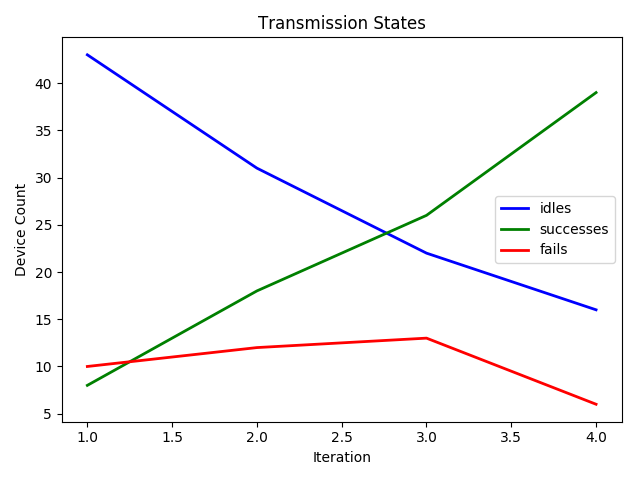 Transmission States
40
35
30
25
20
15
10
5
Device Count
idles
successes
fails
1.0 1.5 2.0 2.5 3.0 3.5 4.0
Iteration